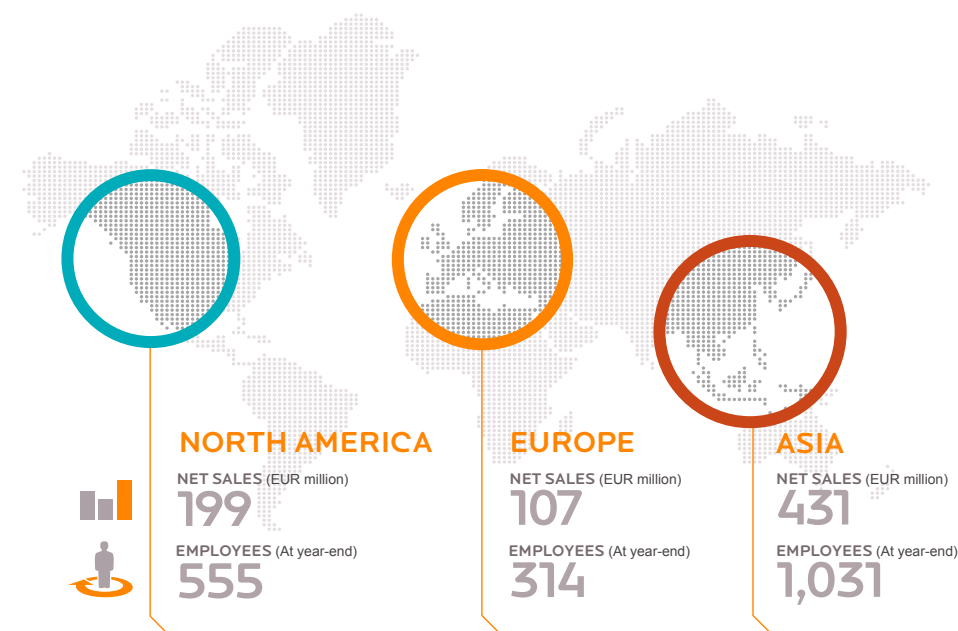 NORTH AMERICA
NET SALES (EUR million)
199
EMPLOYEES (At year-end)
555
EUROPE
NET SALES (EUR million)
107
EMPLOYEES (At year-end)
314
ASIA
NET SALES (EUR million)
431
EMPLOYEES (At year-end)
1,031